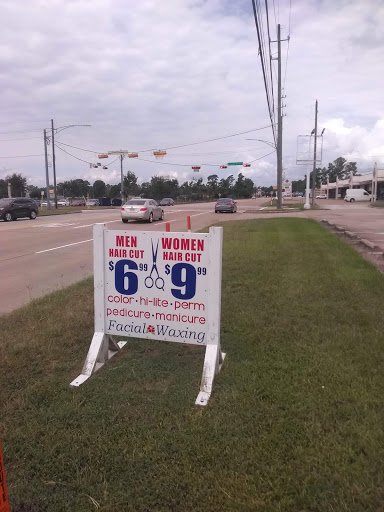 MEN WOMEN
HAIR CUT HAIR CUT
$6.99 $9.99
color • hi-lite • perm
pedicure • manicure
Facial Waxing